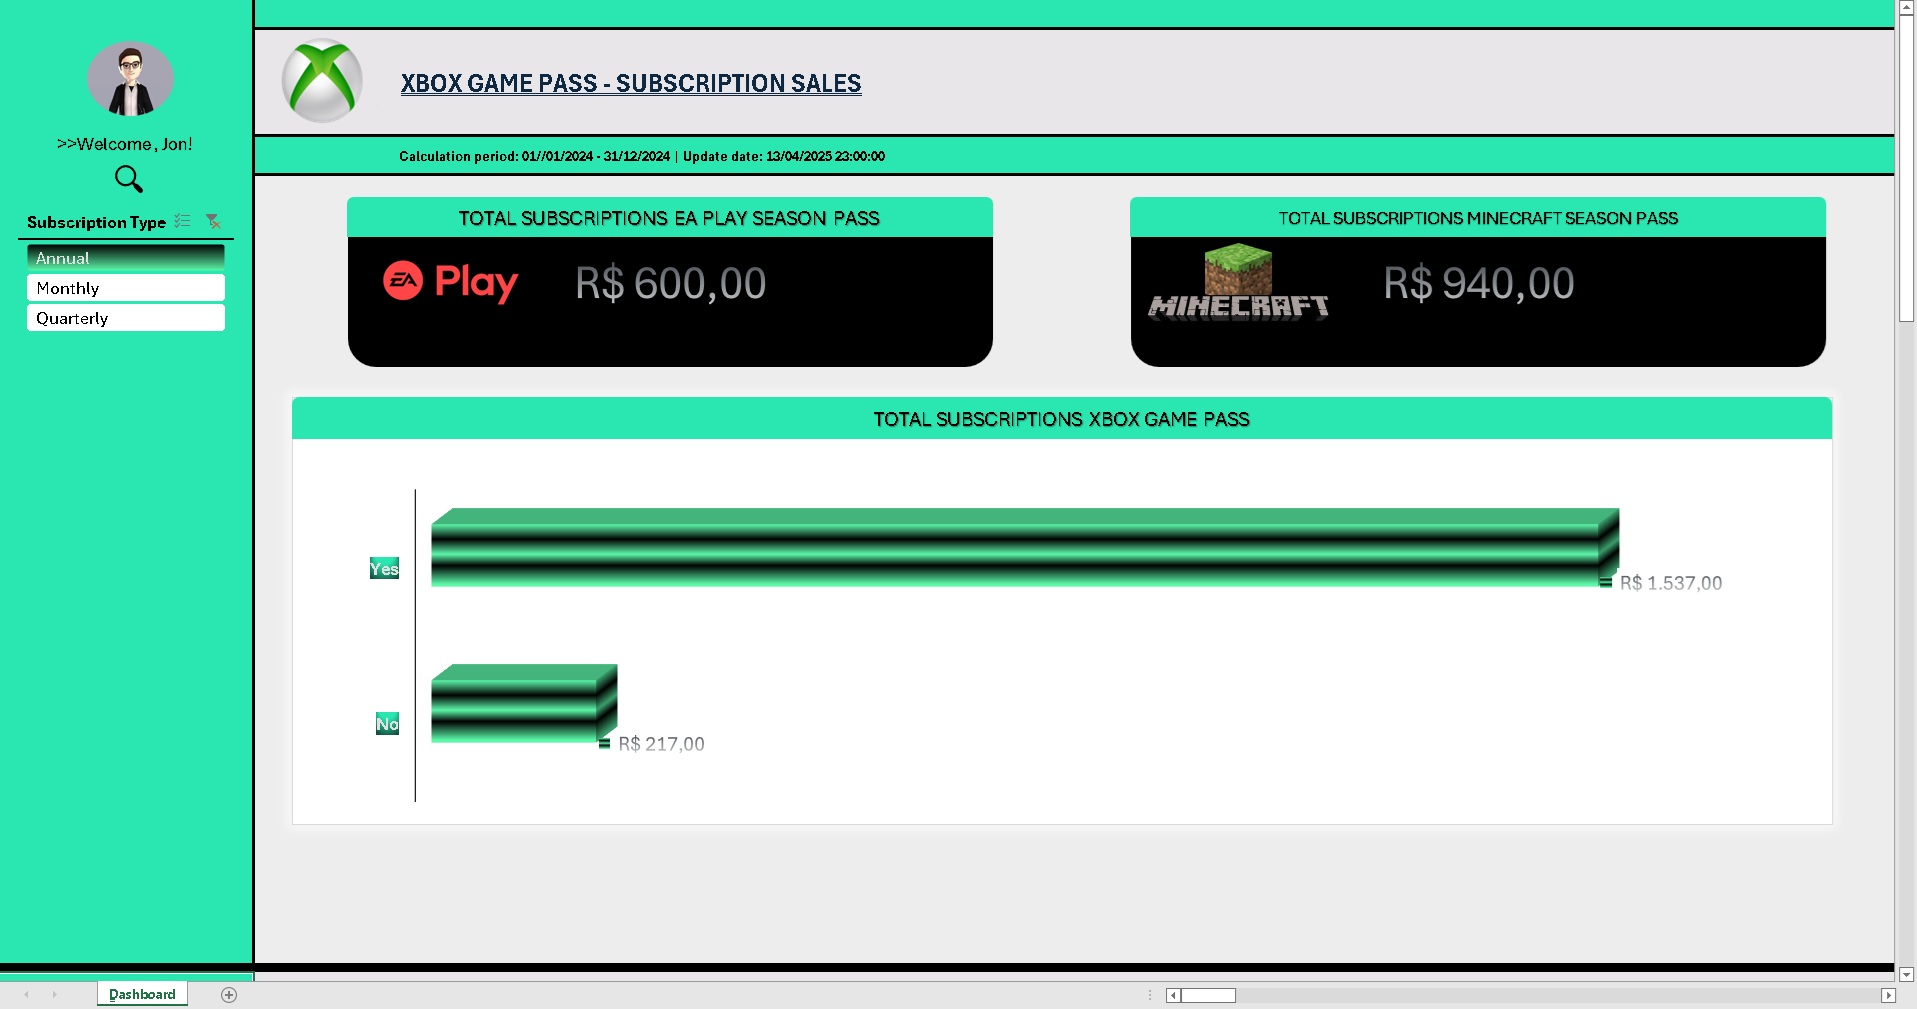 >>Welcome , Jon!
Subscription Type
Annual
Monthly
Quarterly
XBOX GAME PASS - SUBSCRIPTION SALES
Calculation period: 01//01/2024 - 31/12/2024 | Update date: 13/04/2025 23:00:00
TOTAL SUBSCRIPTIONS EA PLAY SEASON PASS
EA Play
R$ 600,00
TOTAL SUBSCRIPTIONS MINECRAFT SEASON PASS
MINECRAFT
R$ 940,00
TOTAL SUBSCRIPTIONS XBOX GAME PASS
Yes
R$ 1.537,00
No
R$ 217,00
Dashboard